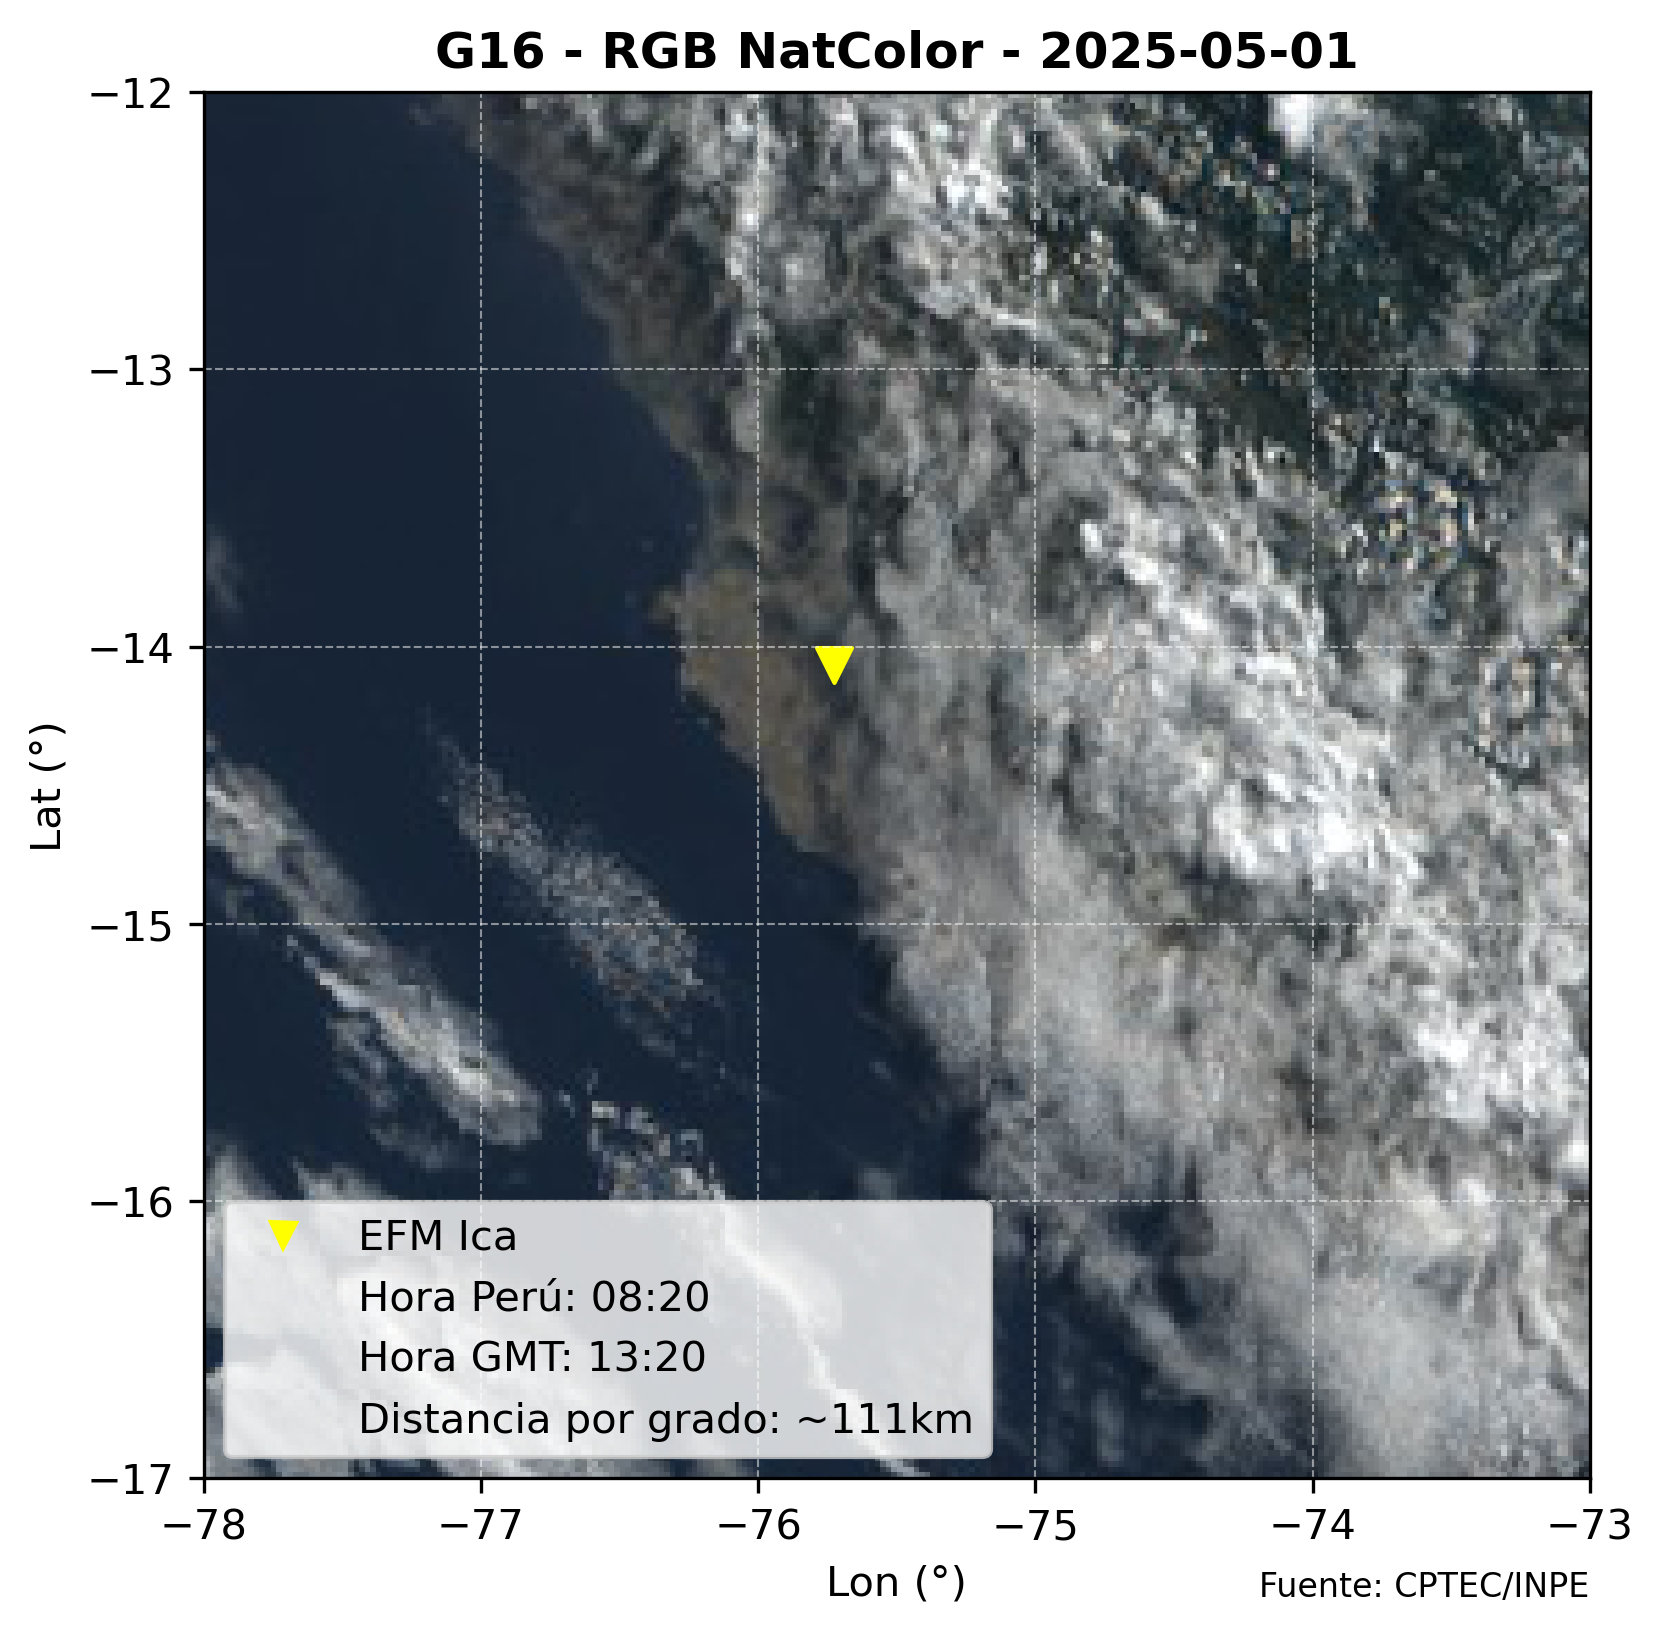 G16 - RGB NatColor - 2025-05-01
−12
−13
−14
−15
−16
−17
Lat (°)
EFM Ica
Hora Perú: 08:20
Hora GMT: 13:20
Distancia por grado: ~111km
−78 −77 −76 −75 −74 −73
Lon (°)
Fuente: CPTEC/INPE